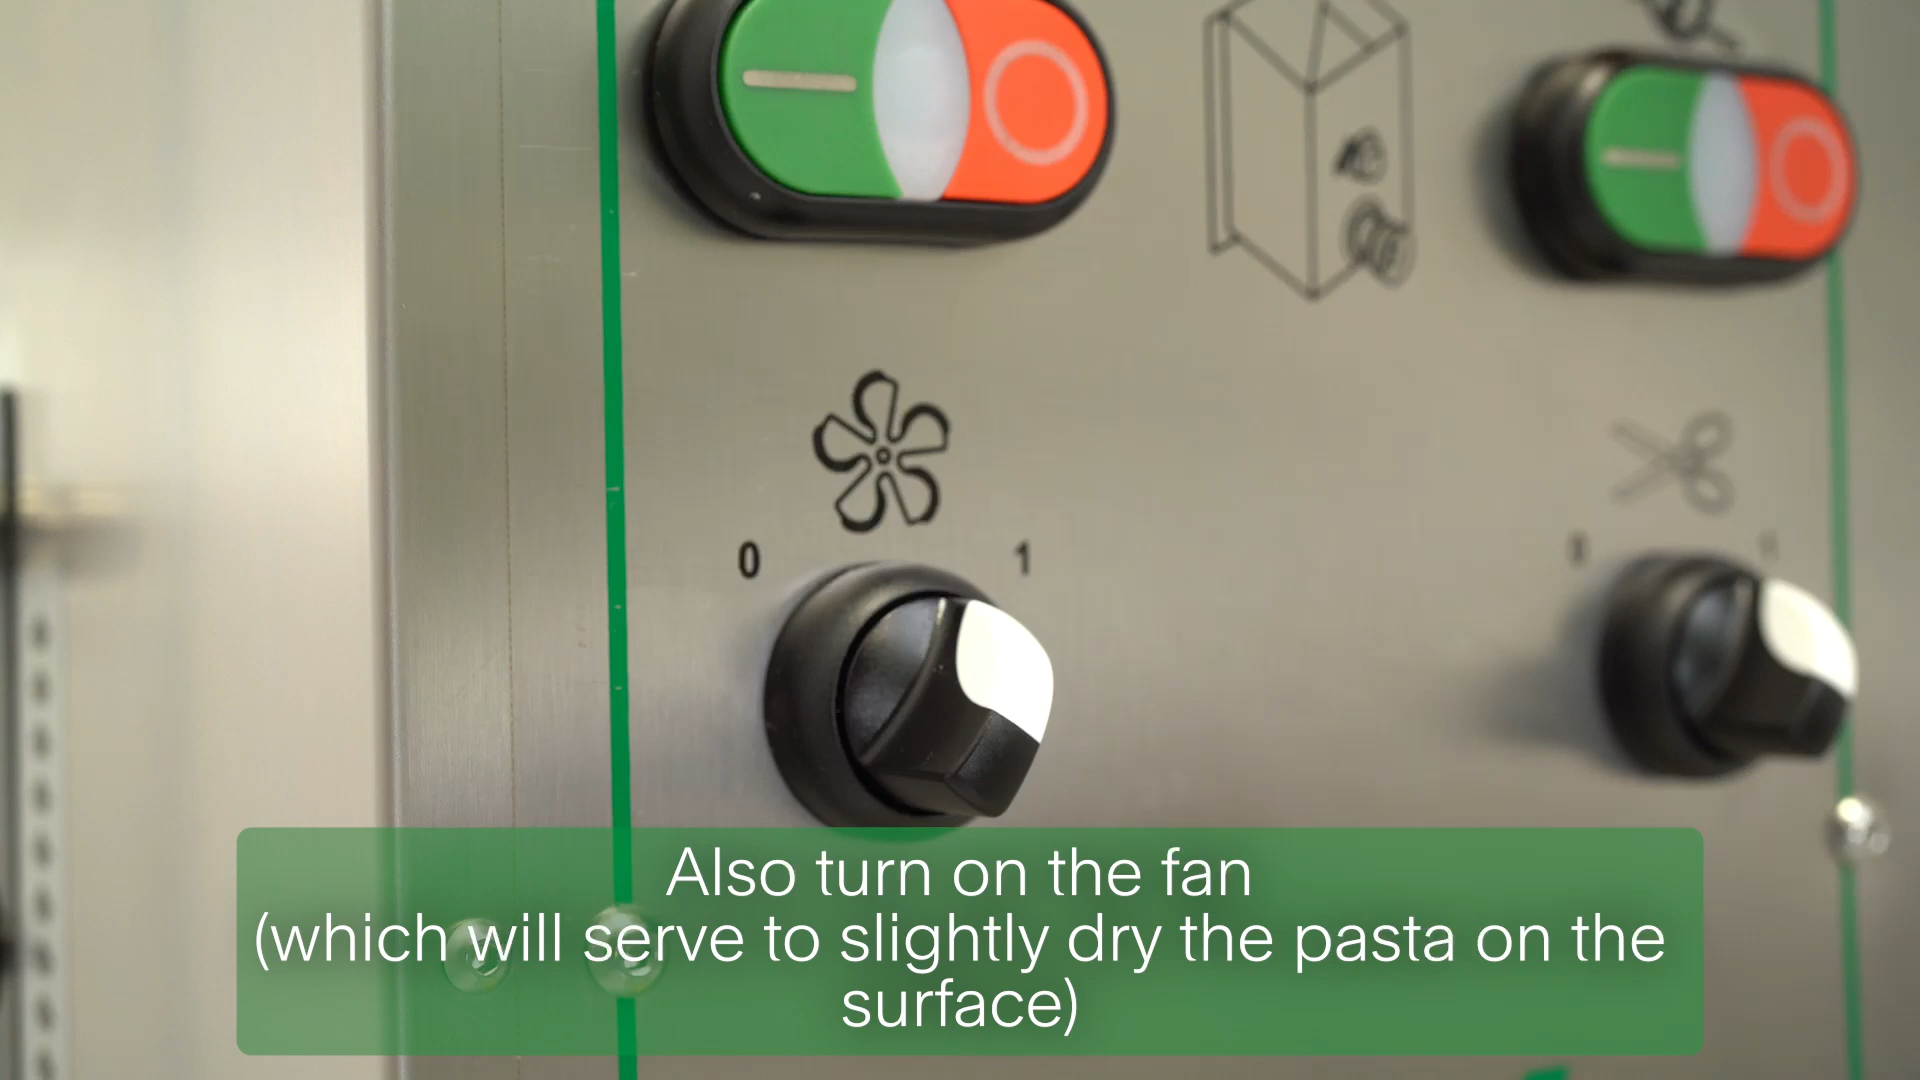 0 1
Also turn on the fan
(which will serve to slightly dry the pasta on the
surface)